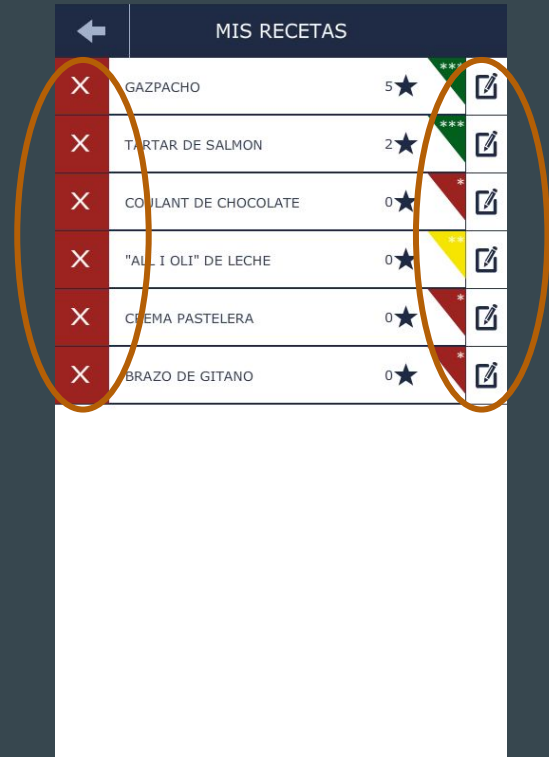 MIS RECETAS
X GAZPACHO 5★ ***
X TARTAR DE SALMON 2★ ***
X COULANT DE CHOCOLATE 0★ *
X "ALL I OLI" DE LECHE 0★ **
X CREMA PASTELERA 0★ *
X BRAZO DE GITANO 0★ *